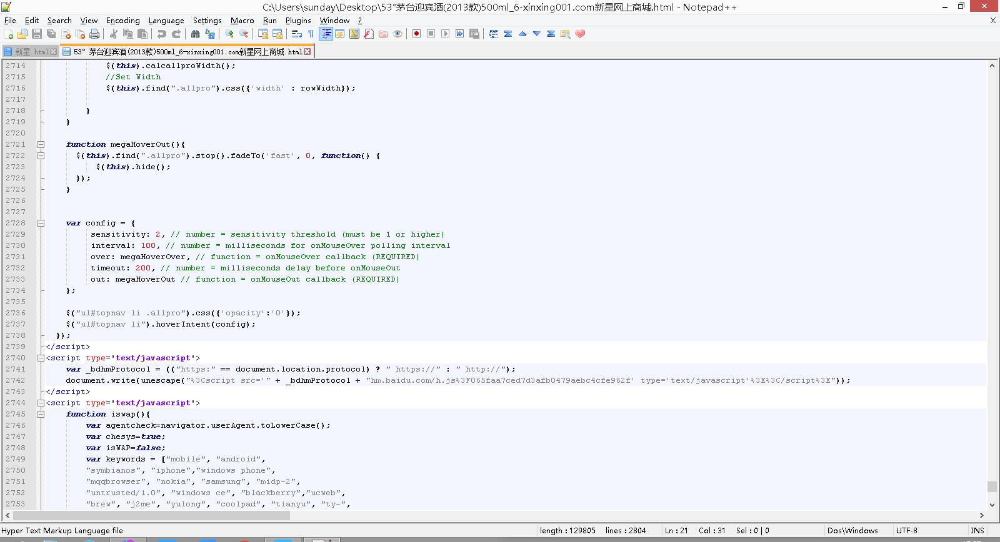 C:\Users\sunday\Desktop\53°茅台迎宾酒(2013款)500ml_6-xinxing001.com新星网上商城.html - Notepad++
File Edit Search View Encoding Language Settings Macro Run Plugins Window ? X
新星.html 53° 茅台迎宾酒(2013款)500ml_6-xinxing001.com新星网上商城.html
2714 $(this).calcallproWidth();
2715 //Set Width
2716 $(this).find(".allpro").css({'width' : rowWidth});
2717
2718 }
2719 }
2720
2721 function megaHoverOut(){
2722 $(this).find(".allpro").stop().fadeTo('fast', 0, function() {
2723 $(this).hide();
2724 });
2725 }
2726
2727
2728 var config = {
2729 sensitivity: 2, // number = sensitivity threshold (must be 1 or higher)
2730 interval: 100, // number = milliseconds for onMouseOver polling interval
2731 over: megaHoverOver, // function = onMouseOver callback (REQUIRED)
2732 timeout: 200, // number = milliseconds delay before onMouseOut
2733 out: megaHoverOut // function = onMouseOut callback (REQUIRED)
2734 };
2735
2736 $("ul#topnav li .allpro").css({'opacity':'0'});
2737 $("ul#topnav li").hoverIntent(config);
2738 });
2739 </script>
2740 <script type="text/javascript">
2741 var _bdhmProtocol = (("https:" == document.location.protocol) ? " https://" : " http://");
2742 document.write(unescape("%3Cscript src='" + _bdhmProtocol + "hm.baidu.com/h.js%3F065faa7ced7d3afb0479aebc4cfe962f' type='text/javascript'%3E%3C/script%3E"));
2743 </script>
2744 <script type="text/javascript">
2745 function iswap(){
2746 var agentcheck=navigator.userAgent.toLowerCase();
2747 var chesys=true;
2748 var isWAP=false;
2749 var keywords = ["mobile", "android",
2750 "symbianos", "iphone","windows phone",
2751 "mqqbrowser", "nokia", "samsung", "midp-2",
2752 "untrusted/1.0", "windows ce", "blackberry","ucweb",
2753 "brew", "j2me", "yulong", "coolpad", "tianyu", "ty-",
Hyper Text Markup Language file length : 129805 lines : 2804 Ln : 21 Col : 31 Sel : 0 | 0 Dos\Windows UTF-8 INS